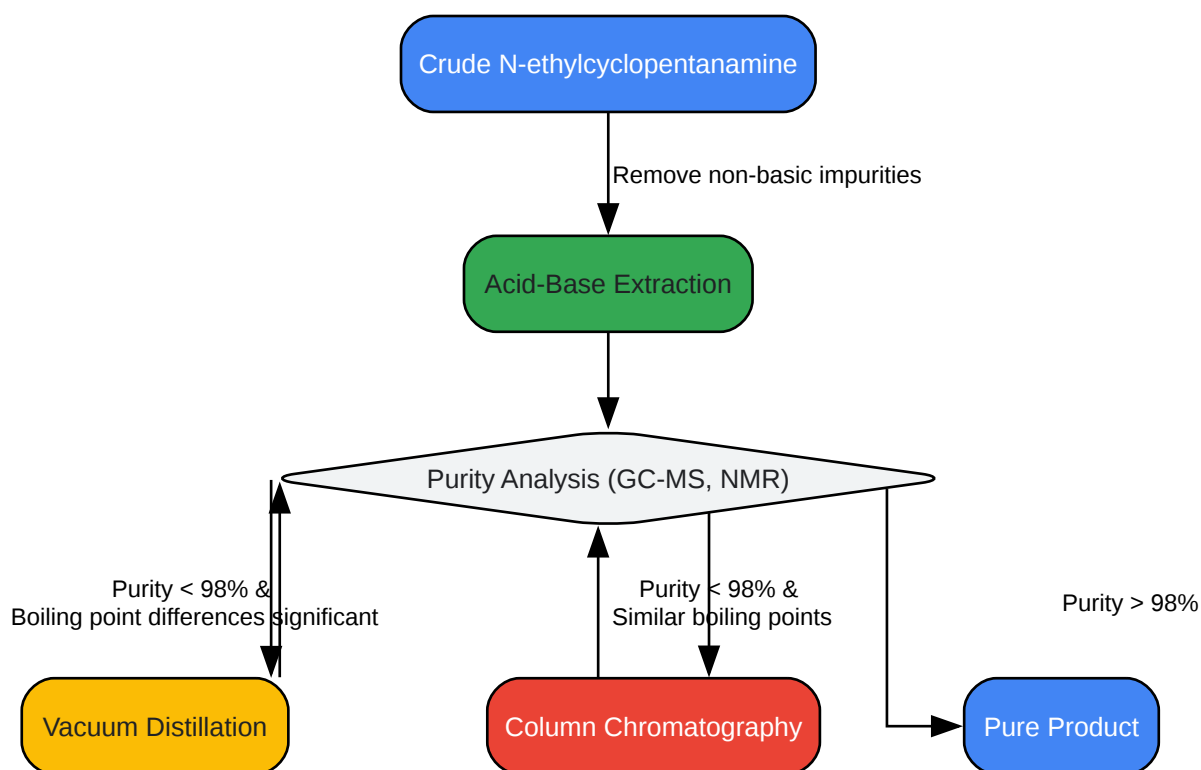 Crude N-ethylcyclopentanamine
Remove non-basic impurities
Acid-Base Extraction
Purity Analysis (GC-MS, NMR)
Purity < 98% &
Boiling point differences significant
Purity < 98% &
Similar boiling points
Purity > 98%
Vacuum Distillation
Column Chromatography
Pure Product